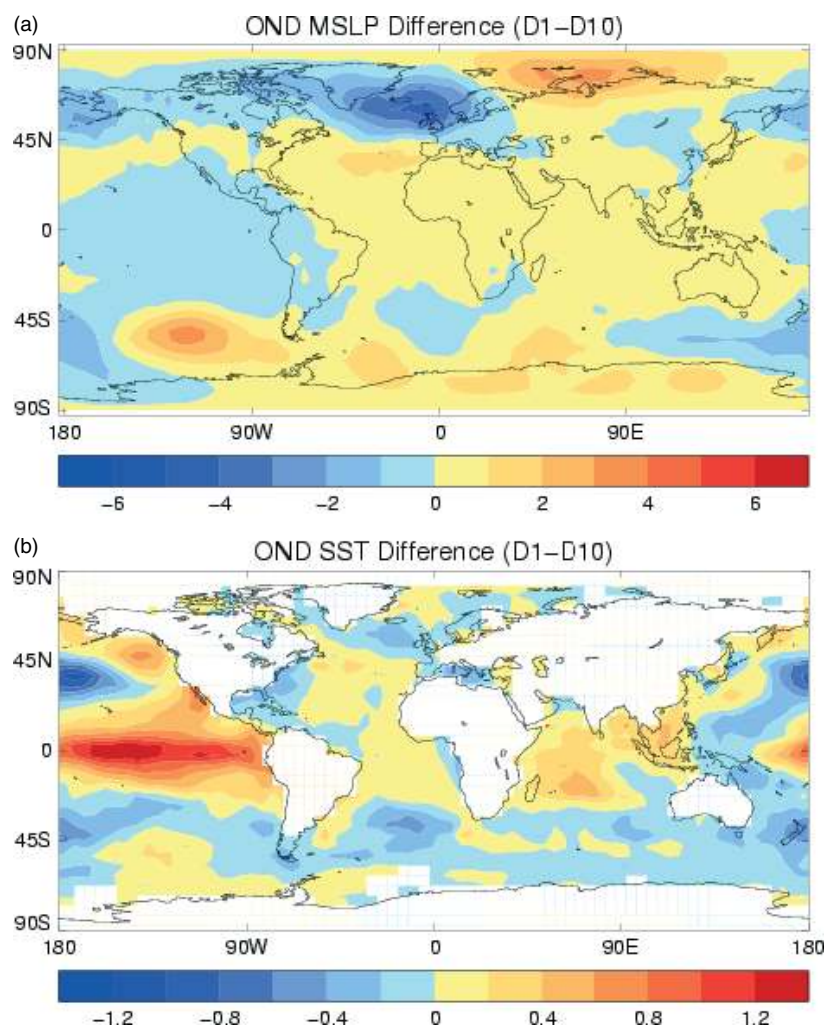 (a)
OND MSLP Difference (D1-D10)
90N
45N
0
45S
90S
180 90W 0 90E
-6 -4 -2 0 2 4 6
(b)
OND SST Difference (D1-D10)
90N
45N
0
45S
90S
180 90W 0 90E 180
-1.2 -0.8 -0.4 0 0.4 0.8 1.2